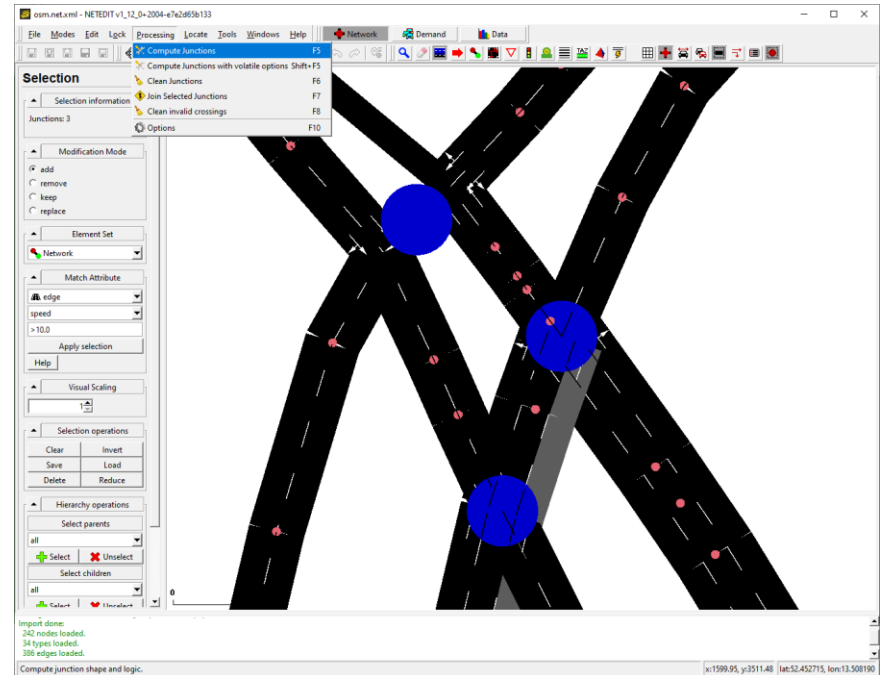 osm.net.xml - NETEDIT v1_12_0+2004-e7e2d65b133
File Modes Edit Lock Processing Locate Tools Windows Help Network Demand Data
Compute Junctions F5
Compute Junctions with volatile options Shift+F5
Clean Junctions F6
Join Selected Junctions F7
Clean invalid crossings F8
Options F10
Selection
Selection information
Junctions: 3
Modification Mode
add
remove
keep
replace
Element Set
Network
Match Attribute
edge
speed
>10.0
Apply selection
Help
Visual Scaling
1
Selection operations
Clear Invert
Save Load
Delete Reduce
Hierarchy operations
Select parents
all
Select Unselect
Select children
all
Select Unselect
0
Import done:
242 nodes loaded.
34 types loaded.
386 edges loaded.
Compute junction shape and logic. x:1599.95, y:3511.48 lat:52.452715, lon:13.508190